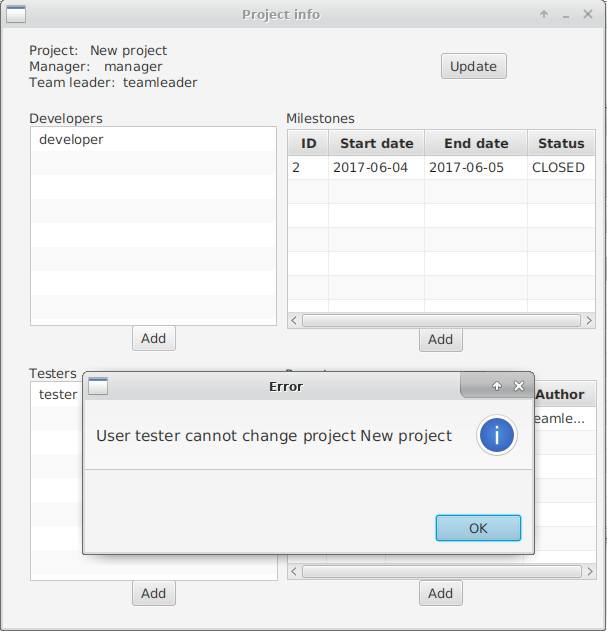 Project info
Project: New project
Manager: manager
Team leader: teamleader
Update
Developers
developer
Add
Milestones
ID Start date End date Status
2 2017-06-04 2017-06-05 CLOSED
Add
Testers
tester
Author
eamle...
Error
User tester cannot change project New project
OK
Add
Add